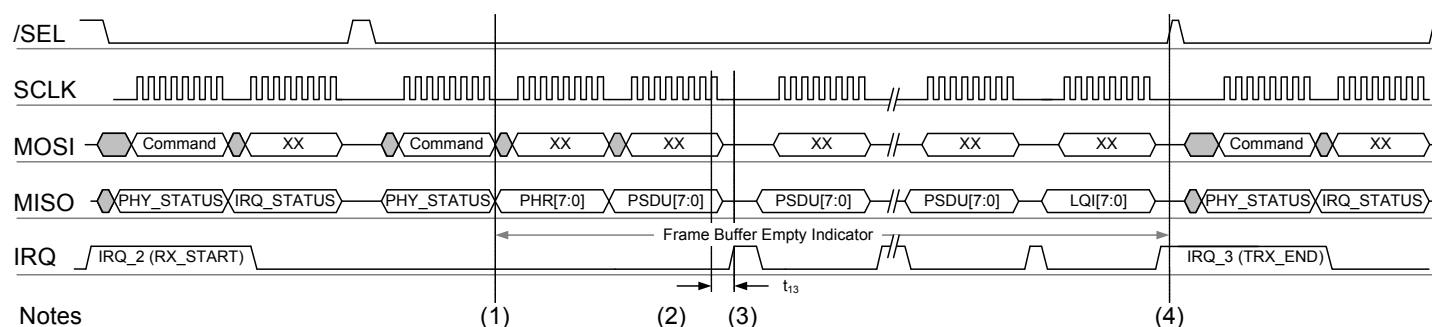 /SEL
SCLK
MOSI Command XX Command XX XX XX XX XX Command XX
MISO PHY_STATUS IRQ_STATUS PHY_STATUS PHR[7:0] PSDU[7:0] PSDU[7:0] PSDU[7:0] LQI[7:0] PHY_STATUS IRQ_STATUS
Frame Buffer Empty Indicator
IRQ IRQ_2 (RX_START) IRQ_3 (TRX_END)
t13
Notes (1) (2) (3) (4)